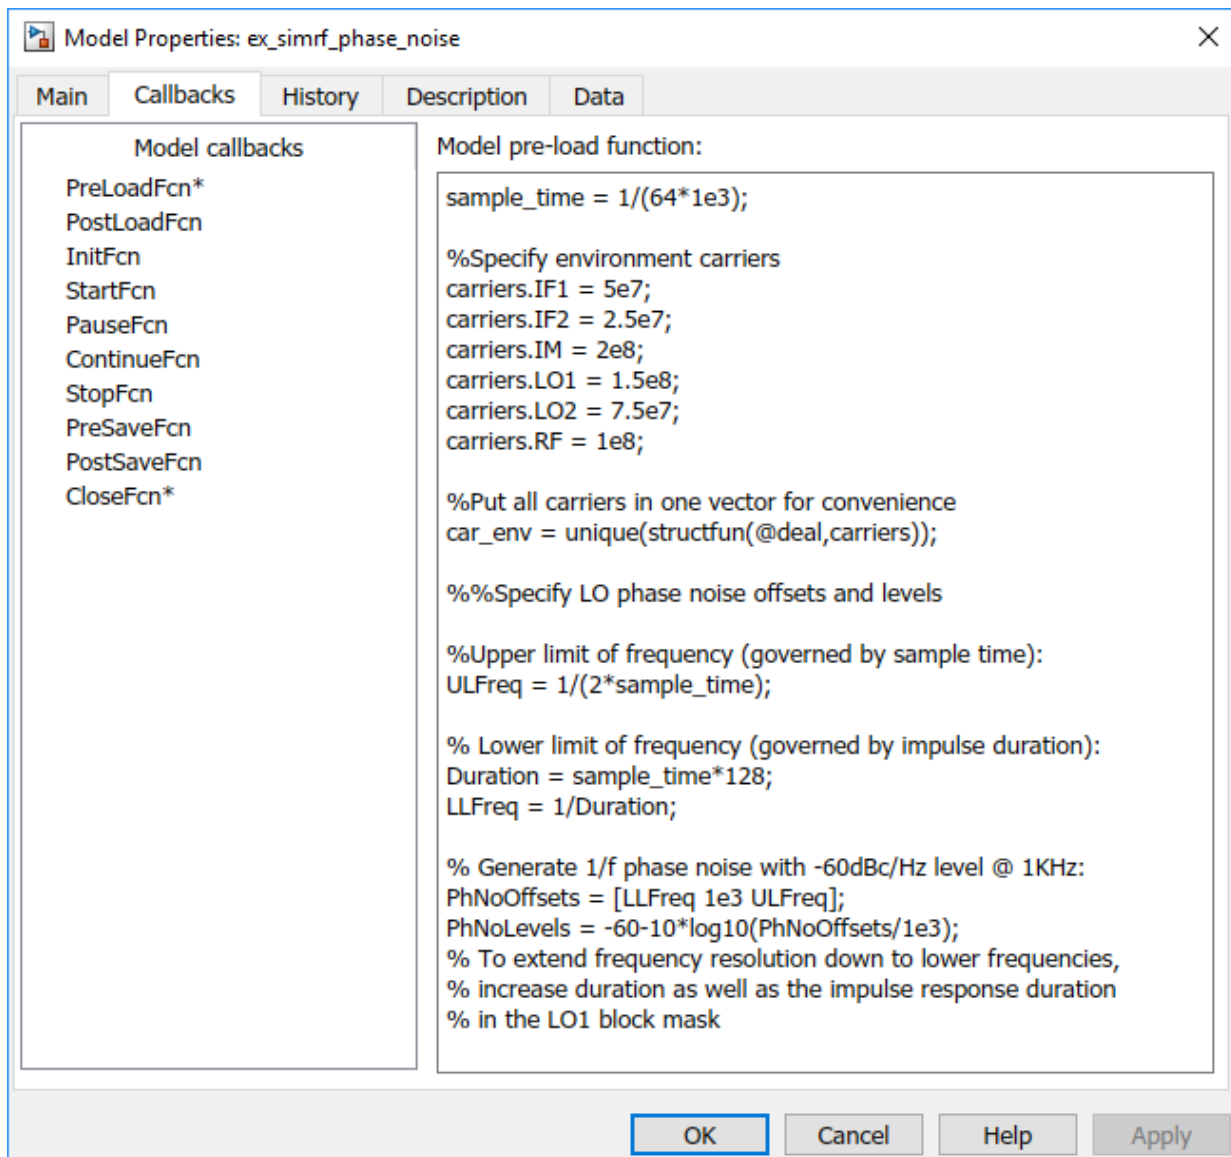 Model Properties: ex_simrf_phase_noise
Main Callbacks History Description Data
Model callbacks
PreLoadFcn*
PostLoadFcn
InitFcn
StartFcn
PauseFcn
ContinueFcn
StopFcn
PreSaveFcn
PostSaveFcn
CloseFcn*
Model pre-load function:
sample_time = 1/(64*1e3);
%Specify environment carriers
carriers.IF1 = 5e7;
carriers.IF2 = 2.5e7;
carriers.IM = 2e8;
carriers.LO1 = 1.5e8;
carriers.LO2 = 7.5e7;
carriers.RF = 1e8;
%Put all carriers in one vector for convenience
car_env = unique(structfun(@deal,carriers));
%%Specify LO phase noise offsets and levels
%Upper limit of frequency (governed by sample time):
ULFreq = 1/(2*sample_time);
% Lower limit of frequency (governed by impulse duration):
Duration = sample_time*128;
LLFreq = 1/Duration;
% Generate 1/f phase noise with -60dBc/Hz level @ 1KHz:
PhNoOffsets = [LLFreq 1e3 ULFreq];
PhNoLevels = -60-10*log10(PhNoOffsets/1e3);
% To extend frequency resolution down to lower frequencies,
% increase duration as well as the impulse response duration
% in the LO1 block mask
OK Cancel Help Apply